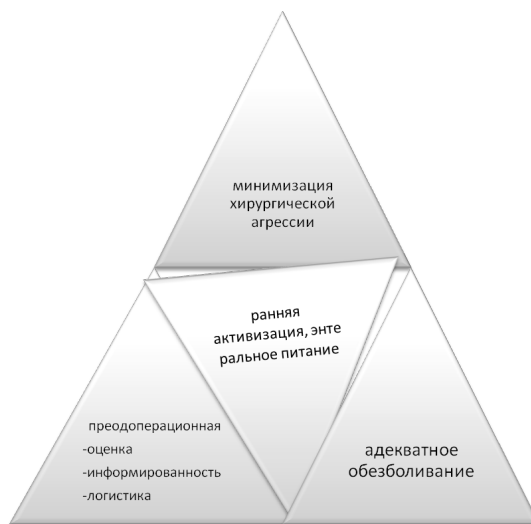 минимизация
хирургической
агрессии
ранняя
активизация, энте
ральное питание
преодоперационная
-оценка
-информированность
-логистика
адекватное
обезболивание